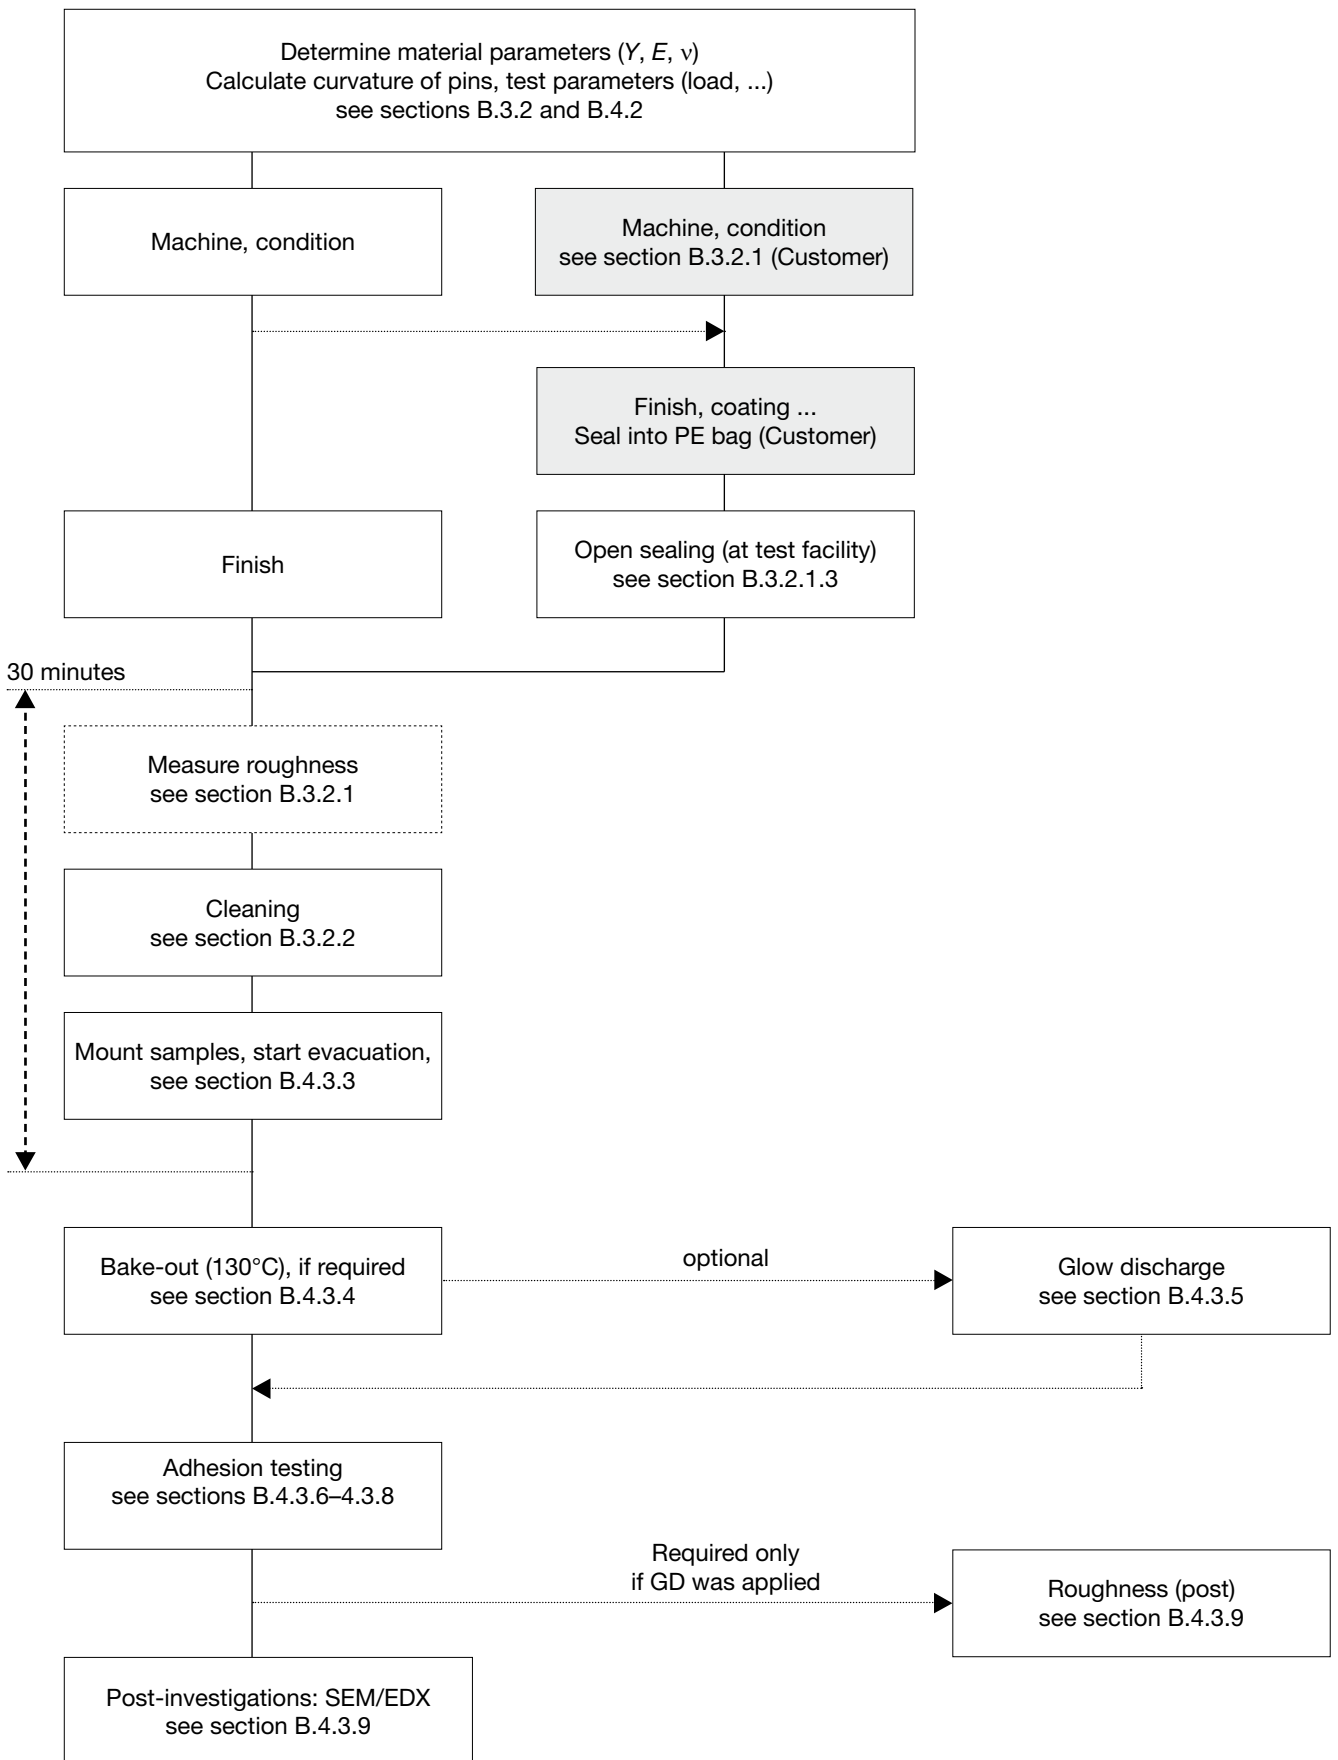 Determine material parameters (Y, E, ν)
Calculate curvature of pins, test parameters (load, ...)
see sections B.3.2 and B.4.2
Machine, condition
Machine, condition
see section B.3.2.1 (Customer)
Finish, coating ...
Seal into PE bag (Customer)
Finish
Open sealing (at test facility)
see section B.3.2.1.3
30 minutes
Measure roughness
see section B.3.2.1
Cleaning
see section B.3.2.2
Mount samples, start evacuation,
see section B.4.3.3
Bake-out (130°C), if required
see section B.4.3.4
optional
Glow discharge
see section B.4.3.5
Adhesion testing
see sections B.4.3.6–4.3.8
Required only
if GD was applied
Roughness (post)
see section B.4.3.9
Post-investigations: SEM/EDX
see section B.4.3.9